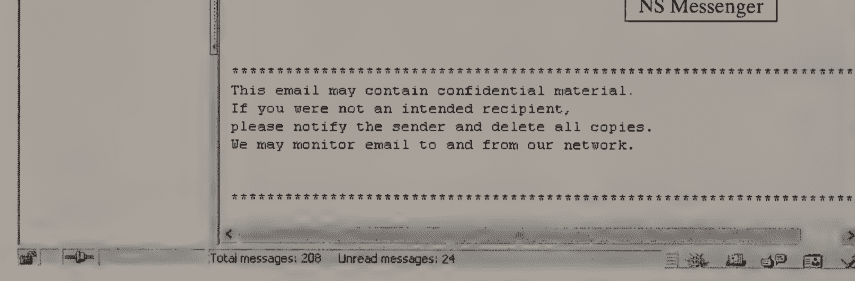 NS Messenger
*********************************************************************
This email may contain confidential material.
If you were not an intended recipient,
please notify the sender and delete all copies.
We may monitor email to and from our network.
*********************************************************************
Total messages: 208 Unread messages: 24